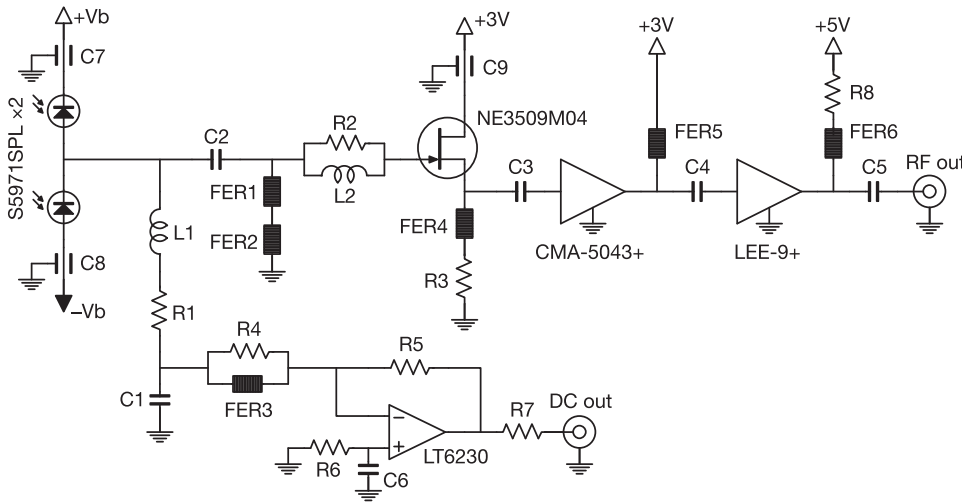 +Vb
C7
S5971SPL ×2
C8
–Vb
C2
L1
R1
C1
FER1
FER2
R2
L2
+3V
C9
NE3509M04
FER4
R3
C3
CMA-5043+
+3V
FER5
C4
LEE-9+
+5V
R8
FER6
C5
RF out
R4
FER3
R5
R6
C6
−
+
LT6230
R7
DC out